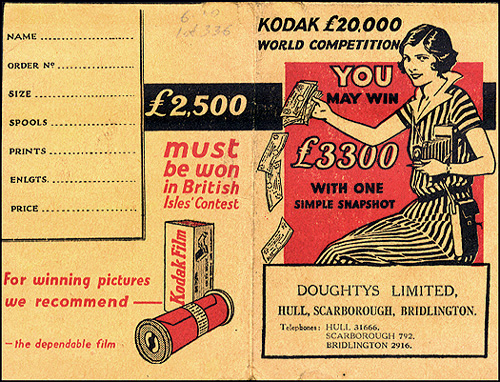 NAME
ORDER Nº
SIZE
SPOOLS
PRINTS
ENLGTS.
PRICE
£2,500
must
be won
in British
Isles' Contest
For winning pictures
we recommend —
— the dependable film
Kodak Film
KODAK £20,000
WORLD COMPETITION
YOU
MAY WIN
£3300
WITH ONE
SIMPLE SNAPSHOT
DOUGHTYS LIMITED,
HULL, SCARBOROUGH, BRIDLINGTON.
Telephones: HULL 31666.
SCARBOROUGH 792.
BRIDLINGTON 2916.